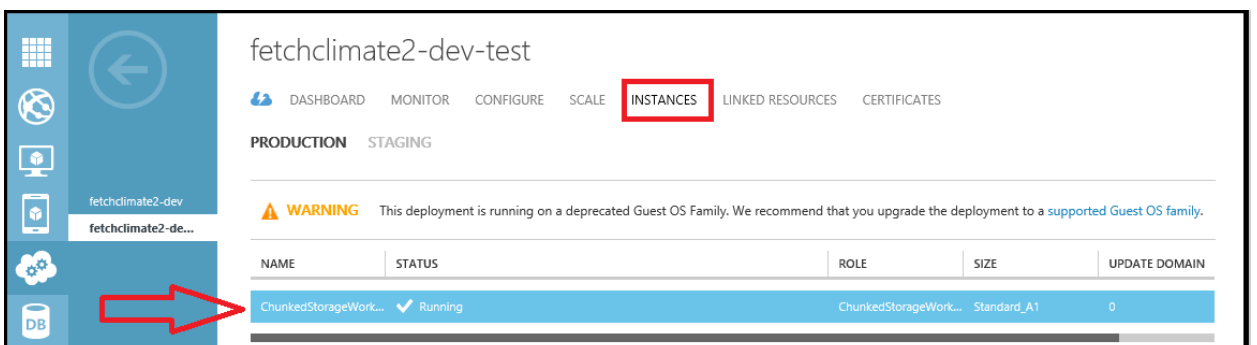 fetchclimate2-dev-test
DASHBOARD MONITOR CONFIGURE SCALE INSTANCES LINKED RESOURCES CERTIFICATES
PRODUCTION STAGING
fetchclimate2-dev
fetchclimate2-de...
WARNING This deployment is running on a deprecated Guest OS Family. We recommend that you upgrade the deployment to a supported Guest OS family.
NAME STATUS ROLE SIZE UPDATE DOMAIN
ChunkedStorageWork... Running ChunkedStorageWork... Standard_A1 0
DB